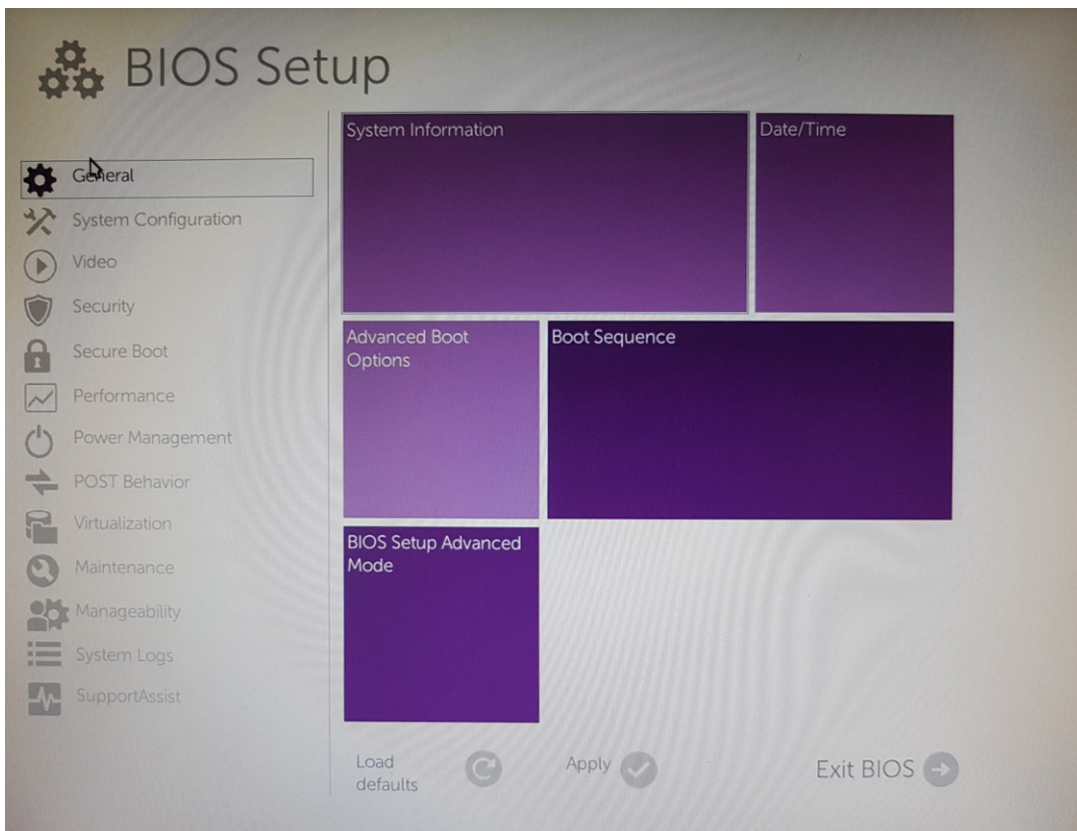 BIOS Setup
General
System Configuration
Video
Security
Secure Boot
Performance
Power Management
POST Behavior
Virtualization
Maintenance
Manageability
System Logs
SupportAssist
System Information
Date/Time
Advanced Boot
Options
Boot Sequence
BIOS Setup Advanced
Mode
Load
defaults
Apply
Exit BIOS